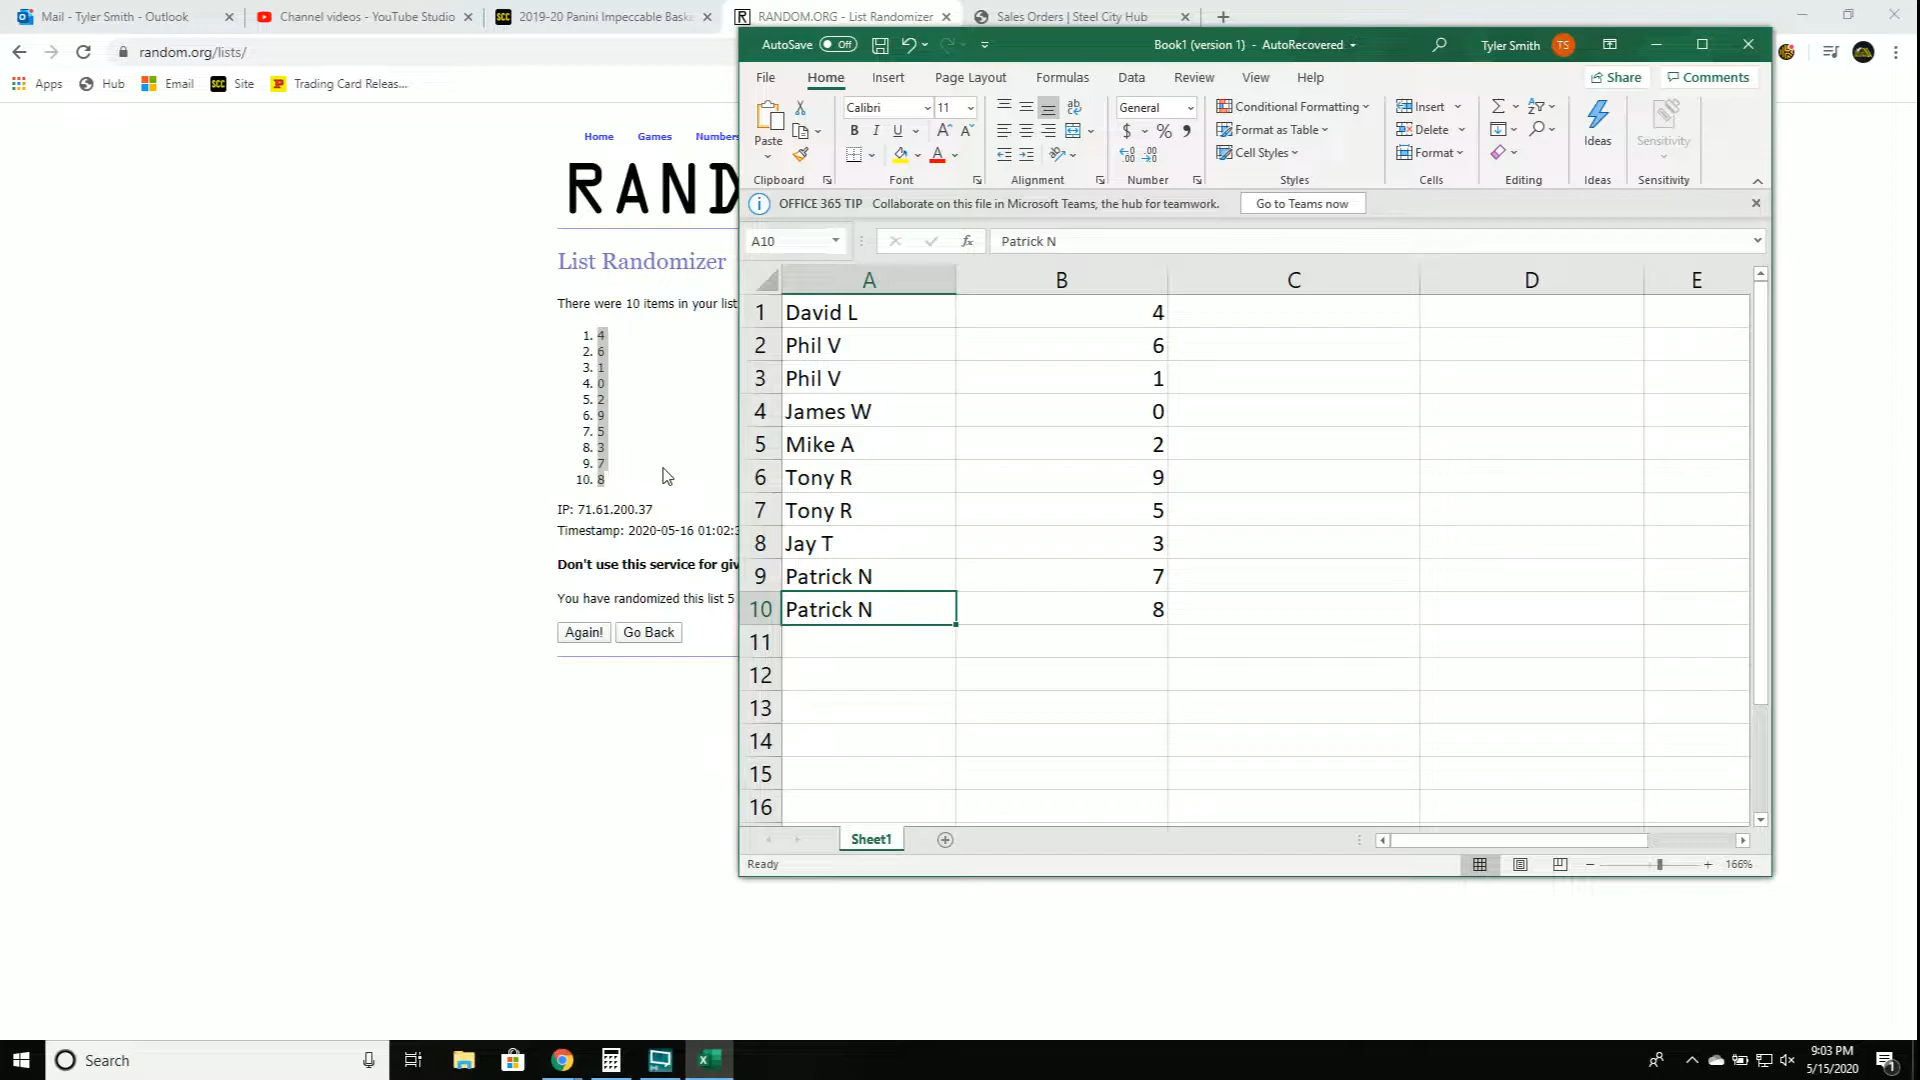 Mail - Tyler Smith - Outlook
Channel videos - YouTube Studio
SCC 2019-20 Panini Impeccable Bask
R RANDOM.ORG - List Randomizer
Sales Orders | Steel City Hub
random.org/lists/
Apps Hub Email SCC Site Trading Card Releas...
Home Games Numbers
RAND
List Randomizer
There were 10 items in your list
1. 4
2. 6
3. 1
4. 0
5. 2
6. 9
7. 5
8. 3
9. 7
10. 8
IP: 71.61.200.37
Timestamp: 2020-05-16 01:02:3
Don't use this service for giv
You have randomized this list 5
Again! Go Back
AutoSave Off
Book1 (version 1) - AutoRecovered
Tyler Smith TS
File Home Insert Page Layout Formulas Data Review View Help Share Comments
Paste
Clipboard
Calibri 11
B I U A A
A
Font
ab
Alignment
General
$ % 9
Number
Conditional Formatting
Format as Table
Cell Styles
Styles
Insert
Delete
Format
Cells
Editing
Ideas
Ideas
Sensitivity
Sensitivity
OFFICE 365 TIP Collaborate on this file in Microsoft Teams, the hub for teamwork. Go to Teams now
A10 fx Patrick N
A B C D E
1 David L 4
2 Phil V 6
3 Phil V 1
4 James W 0
5 Mike A 2
6 Tony R 9
7 Tony R 5
8 Jay T 3
9 Patrick N 7
10 Patrick N 8
11
12
13
14
15
16
Sheet1
Ready
166%
Search
9:03 PM
5/15/2020
1